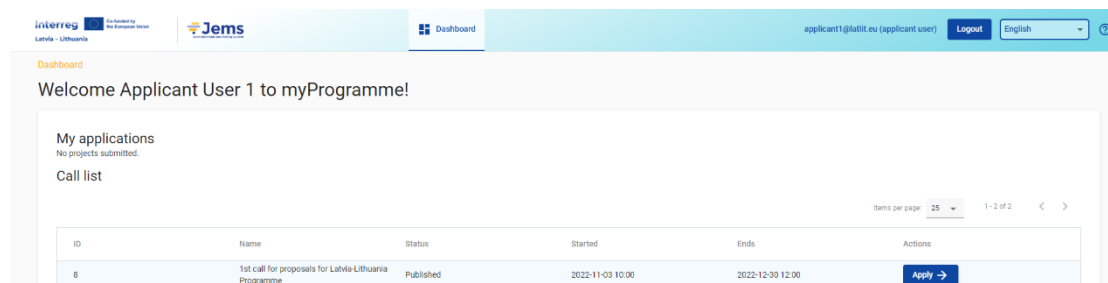 Interreg
Co-funded by
the European Union
Latvia – Lithuania
Jems
Dashboard
applicant1@latlit.eu (applicant user)
Logout
English
Dashboard
Welcome Applicant User 1 to myProgramme!
My applications
No projects submitted.
Call list
Items per page: 25 1 - 2 of 2
ID Name Status Started Ends Actions
1st call for proposals for Latvia-Lithuania
8 Programme Published 2022-11-03 10:00 2022-12-30 12:00 Apply